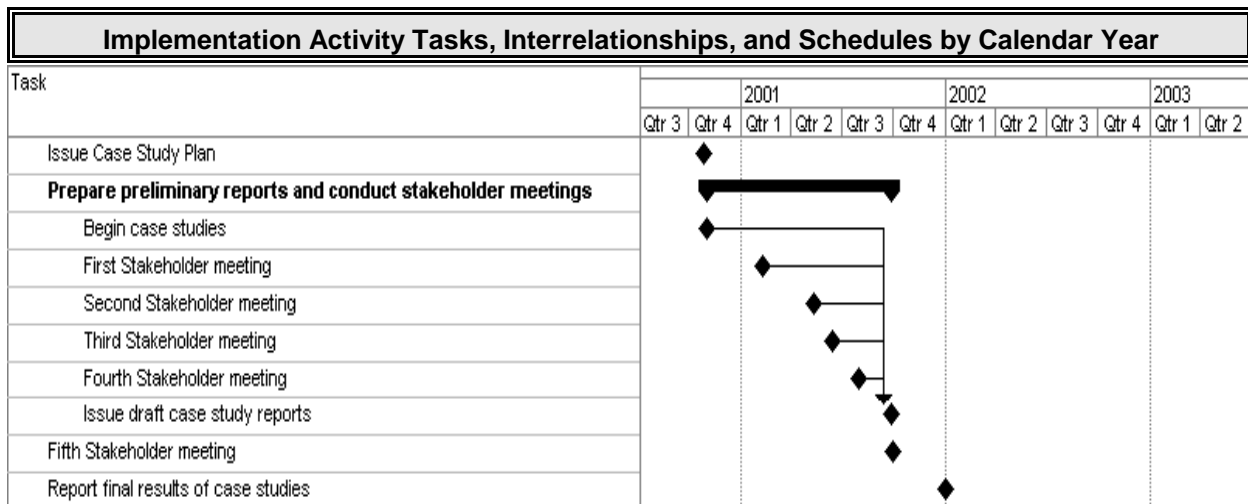 Implementation Activity Tasks, Interrelationships, and Schedules by Calendar Year
Task
2001 2002 2003
Qtr 3 Qtr 4 Qtr 1 Qtr 2 Qtr 3 Qtr 4 Qtr 1 Qtr 2 Qtr 3 Qtr 4 Qtr 1 Qtr 2
Issue Case Study Plan
Prepare preliminary reports and conduct stakeholder meetings
Begin case studies
First Stakeholder meeting
Second Stakeholder meeting
Third Stakeholder meeting
Fourth Stakeholder meeting
Issue draft case study reports
Fifth Stakeholder meeting
Report final results of case studies